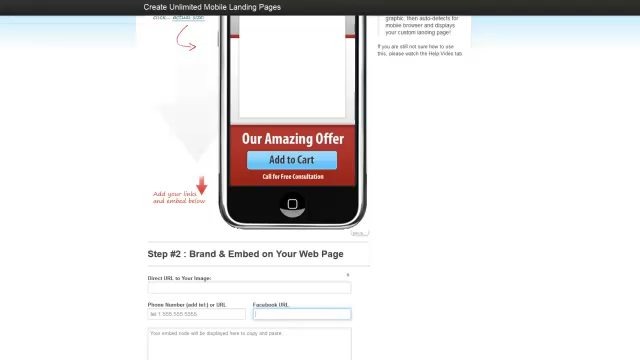 Create Unlimited Mobile Landing Pages
click... actual size
graphic, then auto-detects for
mobile browser and displays
your custom landing page!
If you are still not sure how to use
this, please watch the Help Video tab.
Our Amazing Offer
Add to Cart
Call for Free Consultation
Add your links
and embed below
Step #2 : Brand & Embed on Your Web Page
Direct URL to Your Image:
Phone Number (add tel:) or URL
Facebook URL
tel:1.555.555.5555
Your embed code will be displayed here to copy and paste.